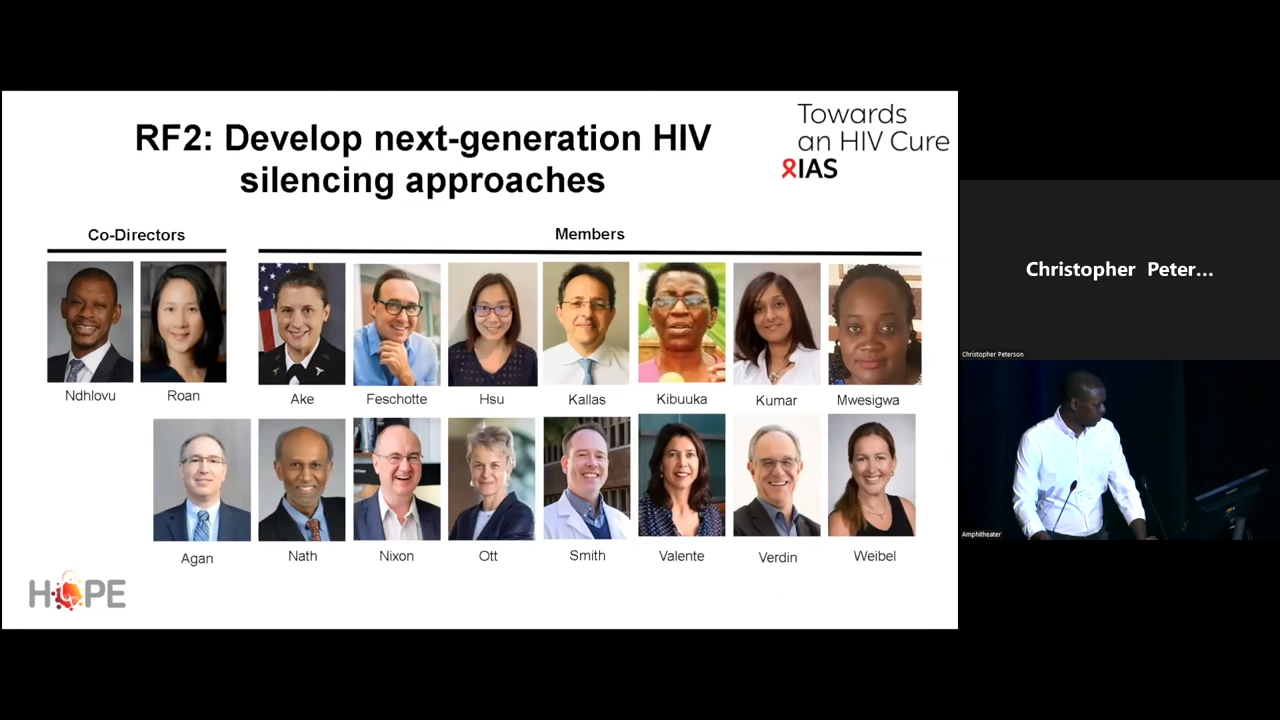 RF2: Develop next-generation HIV
silencing approaches
Towards
an HIV Cure
IAS
Co-Directors
Members
Ndhlovu
Roan
Ake
Feschotte
Hsu
Kallas
Kibuuka
Kumar
Mwesigwa
Agan
Nath
Nixon
Ott
Smith
Valente
Verdin
Weibel
HOPE
Christopher Peter...
Christopher Peterson
Amphitheater